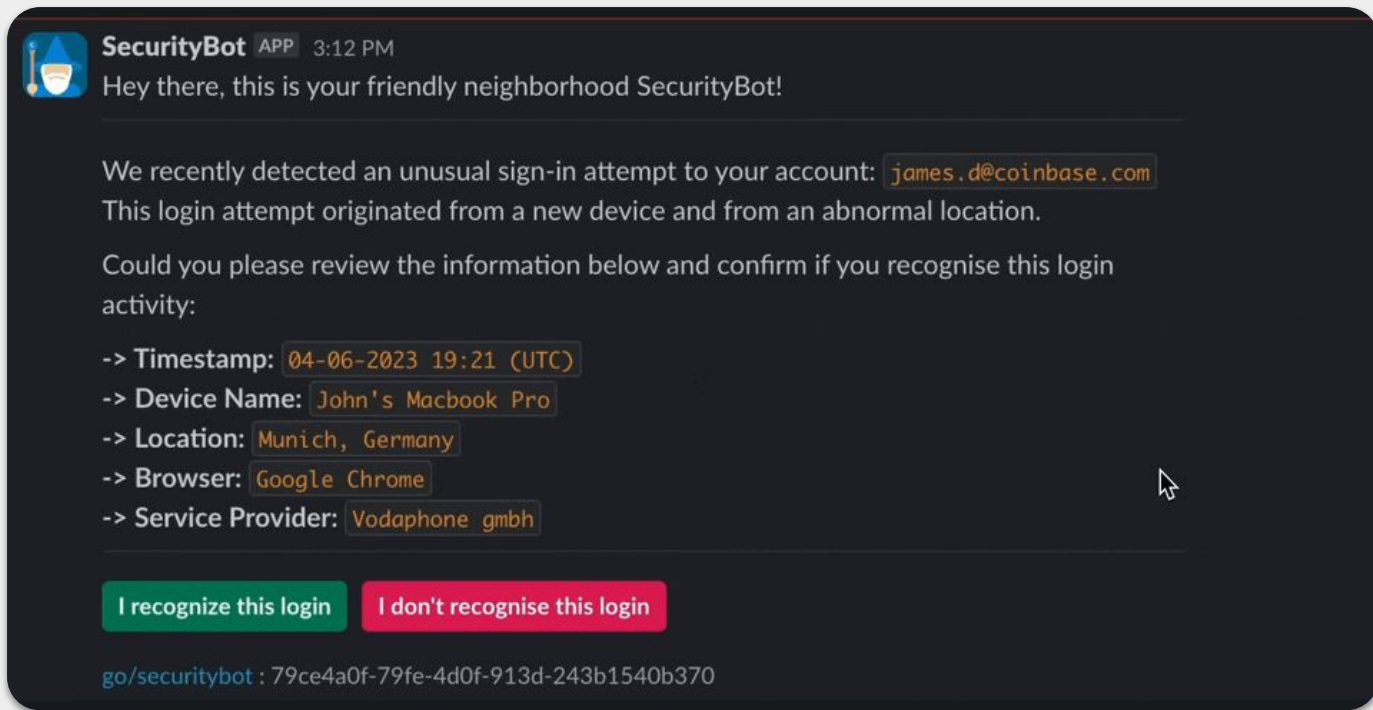 SecurityBot APP 3:12 PM
Hey there, this is your friendly neighborhood SecurityBot!
We recently detected an unusual sign-in attempt to your account: james.d@coinbase.com
This login attempt originated from a new device and from an abnormal location.
Could you please review the information below and confirm if you recognise this login
activity:
-> Timestamp: 04-06-2023 19:21 (UTC)
-> Device Name: John's Macbook Pro
-> Location: Munich, Germany
-> Browser: Google Chrome
-> Service Provider: Vodaphone gmbh
I recognize this login I don't recognise this login
go/securitybot : 79ce4a0f-79fe-4d0f-913d-243b1540b370